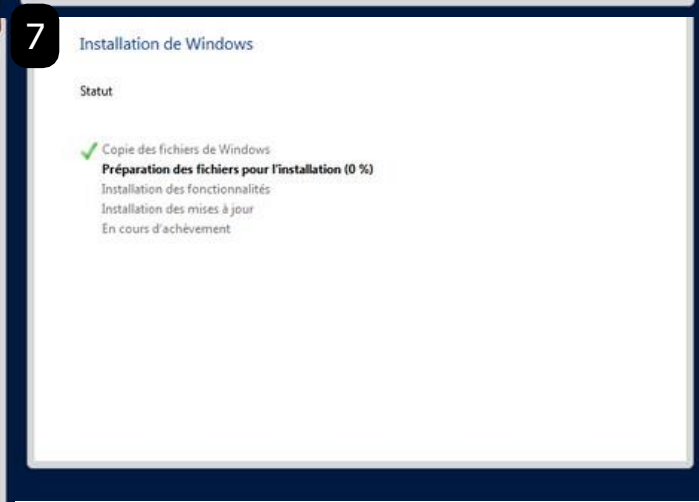 7
Installation de Windows
Statut
Copie des fichiers de Windows
Préparation des fichiers pour l'installation (0 %)
Installation des fonctionnalités
Installation des mises à jour
En cours d'achèvement